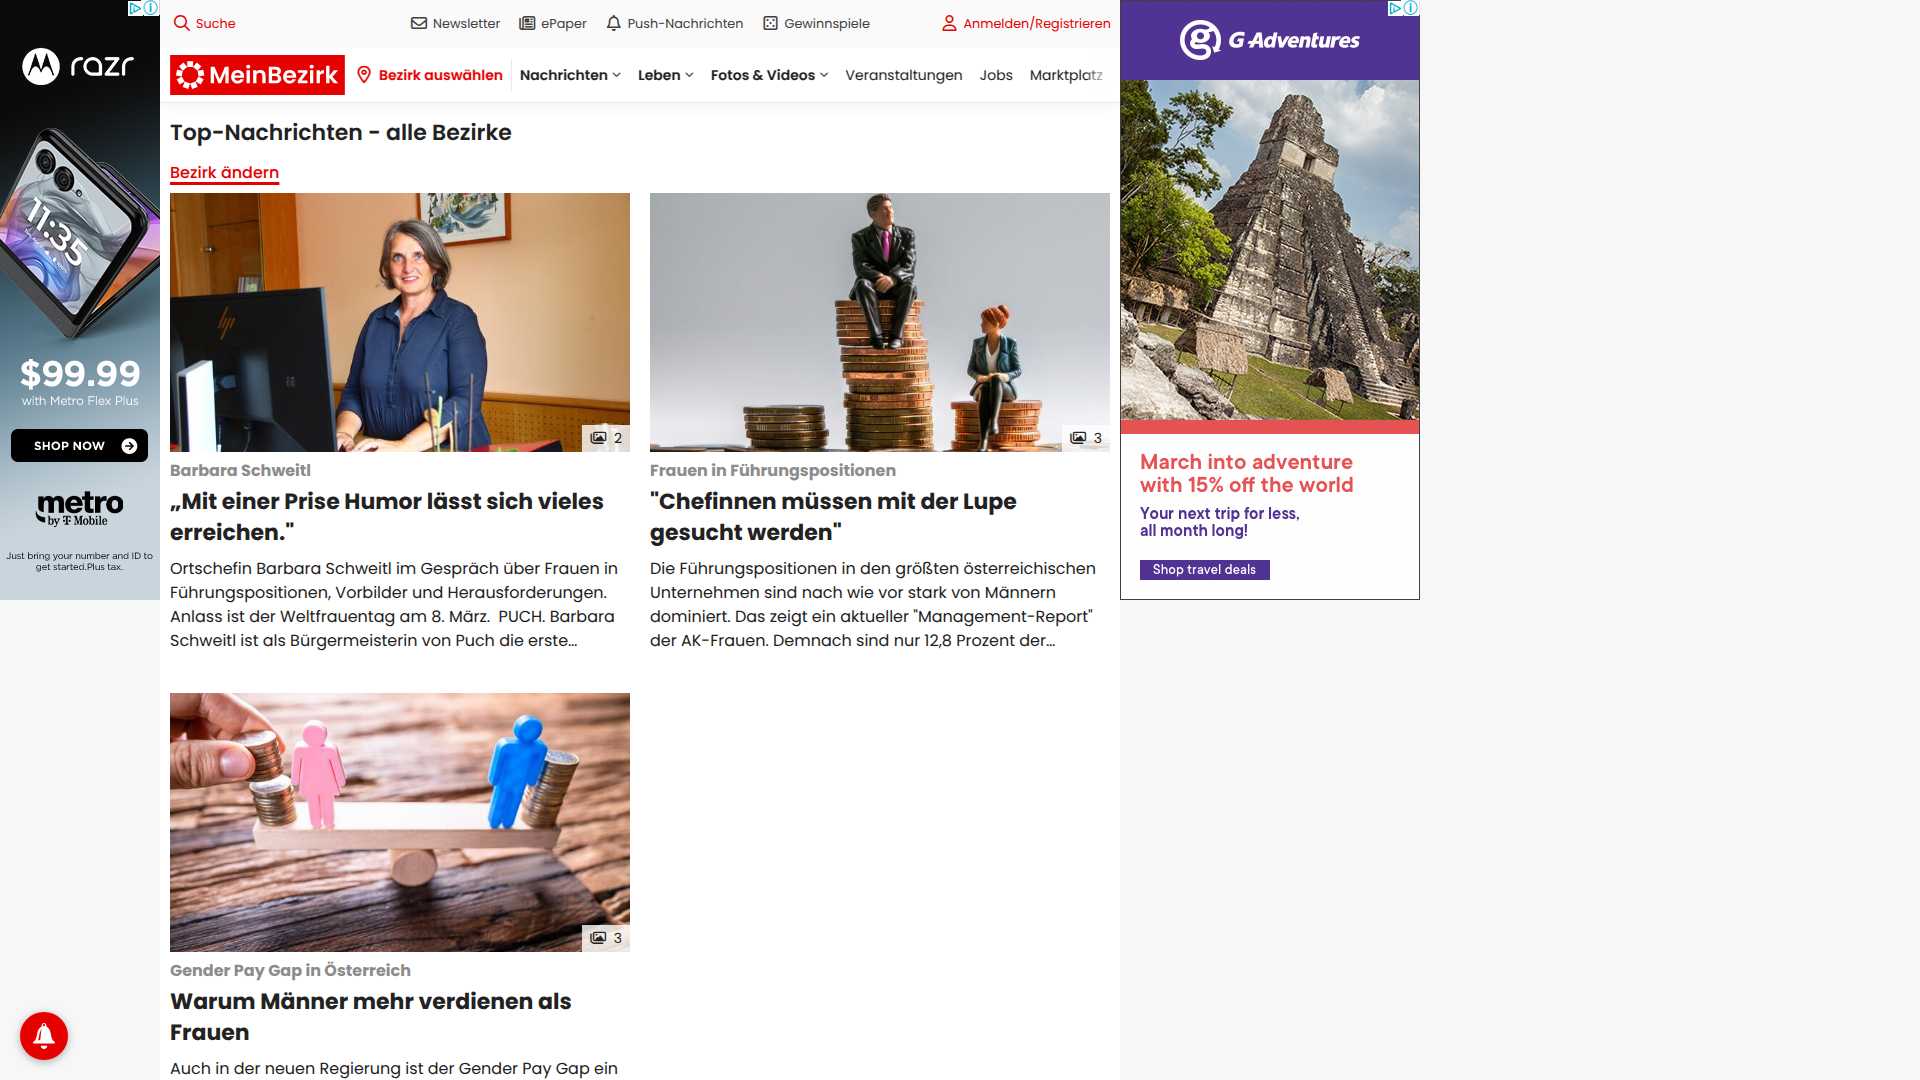 Suche
Newsletter
ePaper
Push-Nachrichten
Gewinnspiele
Anmelden/Registrieren
MeinBezirk
Bezirk auswählen
Nachrichten
Leben
Fotos & Videos
Veranstaltungen
Jobs
Marktplatz
Top-Nachrichten - alle Bezirke
Bezirk ändern
2
Barbara Schweitl
„Mit einer Prise Humor lässt sich vieles
erreichen."
Ortschefin Barbara Schweitl im Gespräch über Frauen in
Führungspositionen, Vorbilder und Herausforderungen.
Anlass ist der Weltfrauentag am 8. März. PUCH. Barbara
Schweitl ist als Bürgermeisterin von Puch die erste...
3
Frauen in Führungspositionen
"Chefinnen müssen mit der Lupe
gesucht werden"
Die Führungspositionen in den größten österreichischen
Unternehmen sind nach wie vor stark von Männern
dominiert. Das zeigt ein aktueller "Management-Report"
der AK-Frauen. Demnach sind nur 12,8 Prozent der...
3
Gender Pay Gap in Österreich
Warum Männer mehr verdienen als
Frauen
Auch in der neuen Regierung ist der Gender Pay Gap ein
razr
11:35
$99.99
with Metro Flex Plus
SHOP NOW
metro
by T Mobile
Just bring your number and ID to
get started.Plus tax.
G Adventures
March into adventure
with 15% off the world
Your next trip for less,
all month long!
Shop travel deals
hp